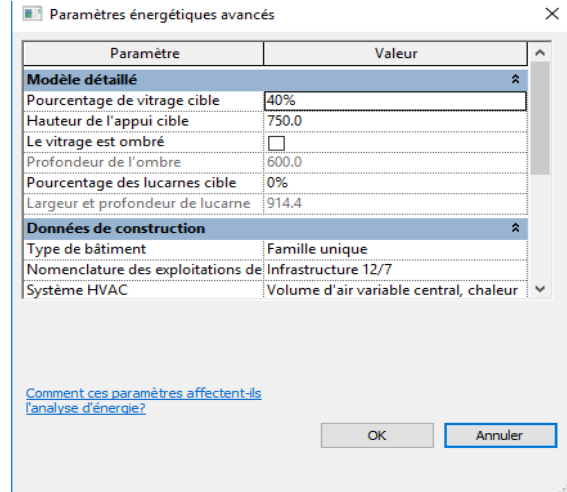 Paramètres énergétiques avancés
Paramètre Valeur
Modèle détaillé
Pourcentage de vitrage cible 40%
Hauteur de l'appui cible 750.0
Le vitrage est ombré
Profondeur de l'ombre 600.0
Pourcentage des lucarnes cible 0%
Largeur et profondeur de lucarne 914.4
Données de construction
Type de bâtiment Famille unique
Nomenclature des exploitations de Infrastructure 12/7
Système HVAC Volume d'air variable central, chaleur
Comment ces paramètres affectent-ils
l'analyse d'énergie?
OK Annuler